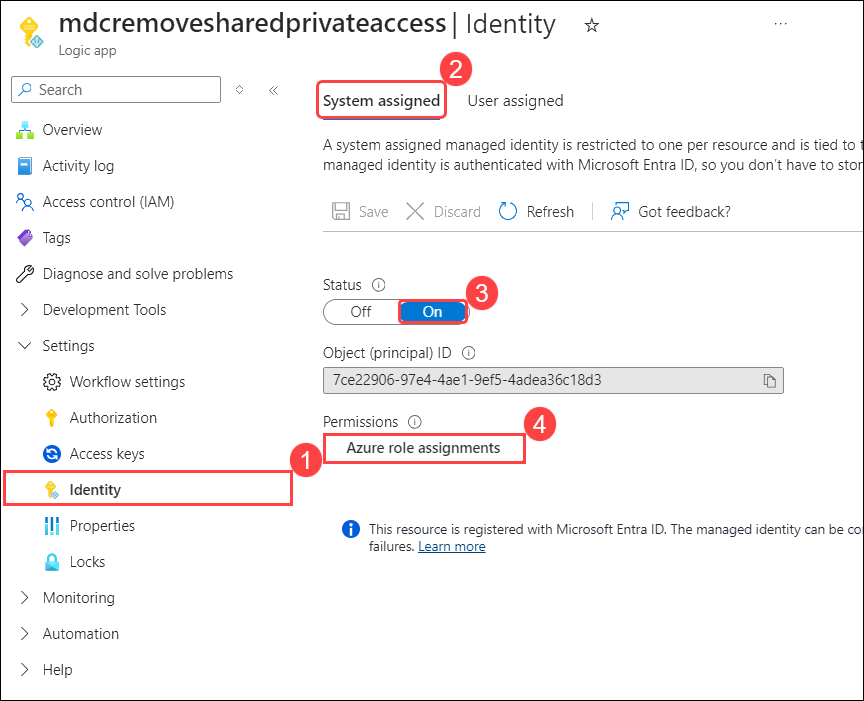 mdcremovesharedprivateaccess | Identity
Logic app
Search
Overview
Activity log
Access control (IAM)
Tags
Diagnose and solve problems
Development Tools
Settings
Workflow settings
Authorization
Access keys
1
Identity
Properties
Locks
Monitoring
Automation
Help
2
System assigned User assigned
A system assigned managed identity is restricted to one per resource and is tied to
managed identity is authenticated with Microsoft Entra ID, so you don't have to
Save Discard Refresh Got feedback?
Status
3
Off On
Object (principal) ID
7ce22906-97e4-4ae1-9ef5-4adea36c18d3
Permissions
4
Azure role assignments
This resource is registered with Microsoft Entra ID. The managed identity can be
failures. Learn more